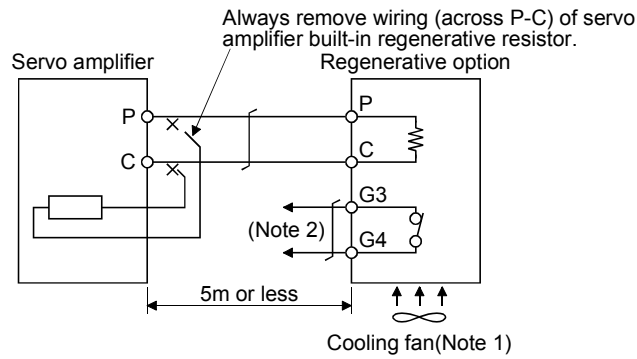 Always remove wiring (across P-C) of servo
amplifier built-in regenerative resistor.
Servo amplifier
Regenerative option
P
P
C
C
G3
(Note 2)
G4
5m or less
Cooling fan(Note 1)